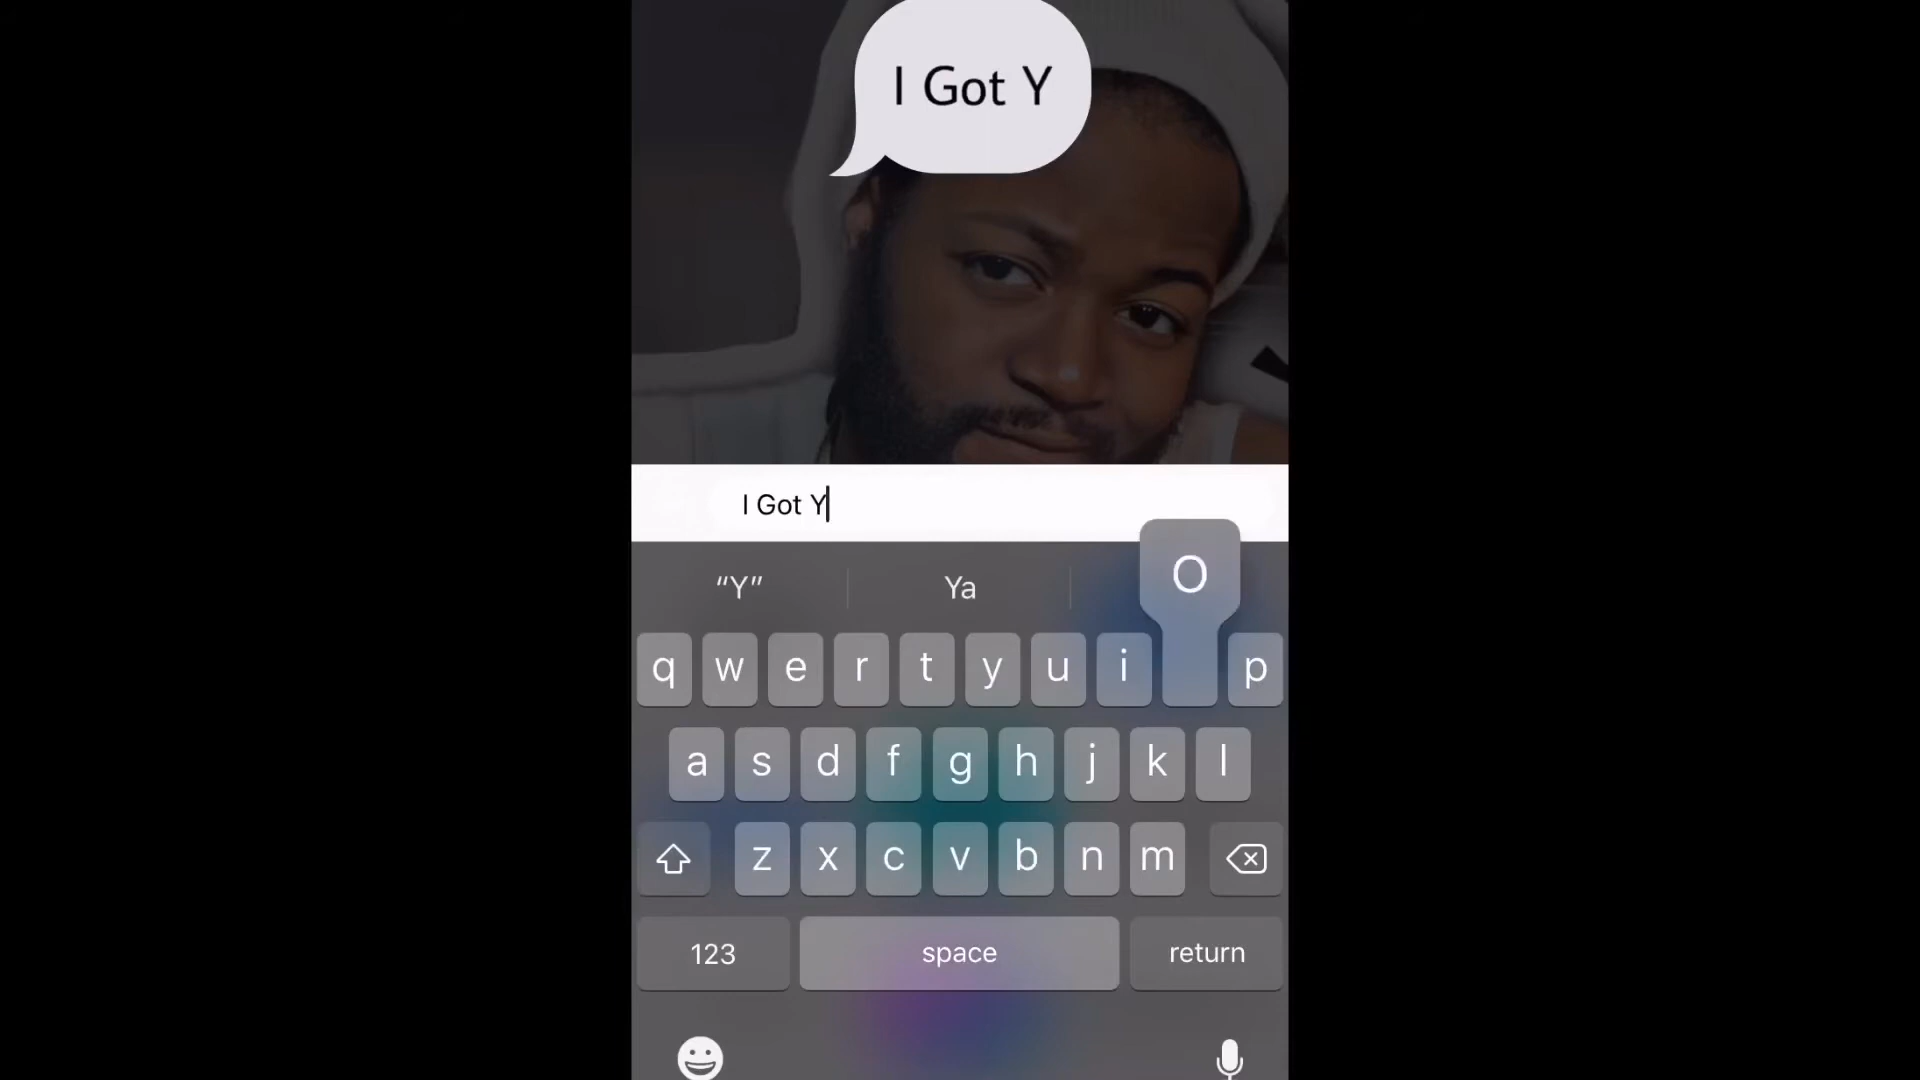 I Got Y
I Got Y
“Y” Ya
O
q w e r t y u i p
a s d f g h j k l
z x c v b n m
123 space return